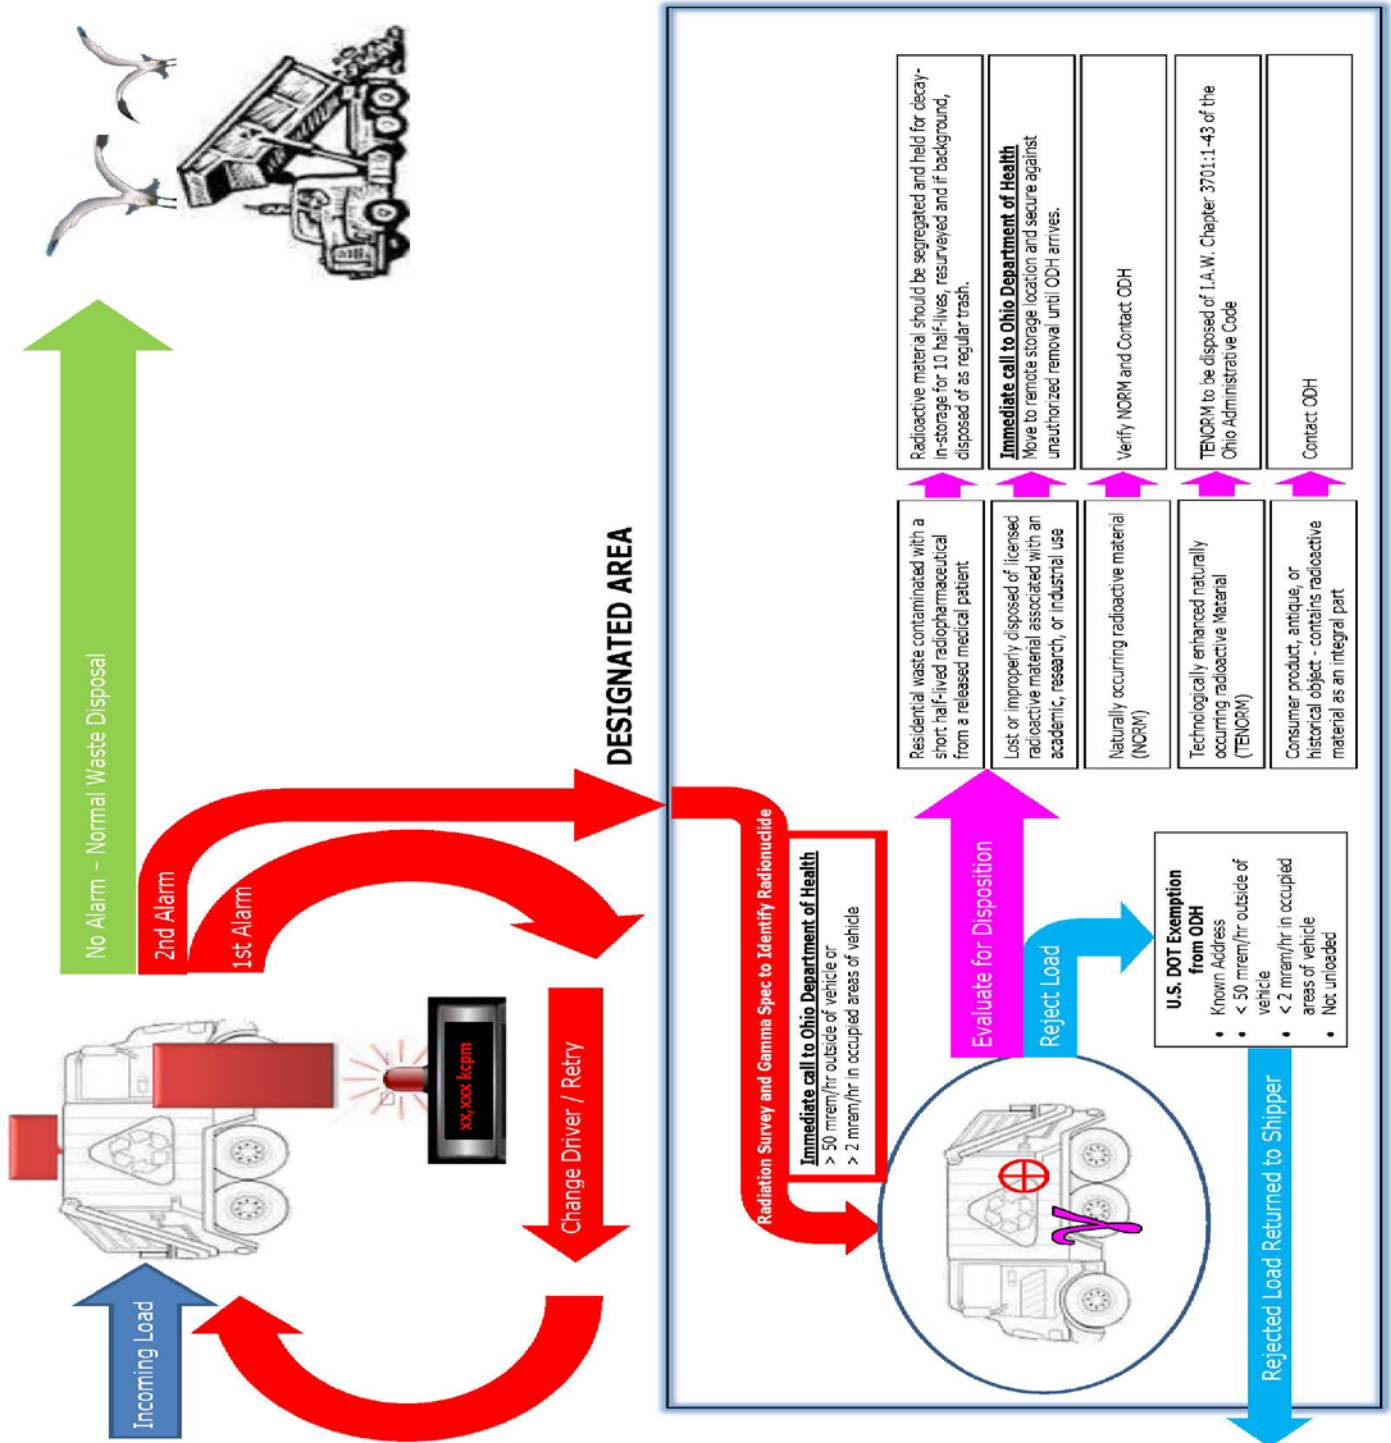 Incoming Load
No Alarm – Normal Waste Disposal
2nd Alarm
1st Alarm
xx,xxx kcpm
Change Driver / Retry
DESIGNATED AREA
Radiation Survey and Gamma Spec to Identify Radionuclide
Immediate call to Ohio Department of Health
> 50 mrem/hr outside of vehicle or
> 2 mrem/hr in occupied areas of vehicle
γ
Evaluate for Disposition
Reject Load
Residential waste contaminated with a
short half-lived radiopharmaceutical
from a released medical patient
Radioactive material should be segregated and held for decay-
in-storage for 10 half-lives, resurveyed and if background,
disposed of as regular trash.
Lost or improperly disposed of licensed
radioactive material associated with an
academic, research, or industrial use
Immediate call to Ohio Department of Health
Move to remote storage location and secure against
unauthorized removal until ODH arrives.
Naturally occurring radioactive material
(NORM)
Verify NORM and Contact ODH
Technologically enhanced naturally
occurring radioactive Material
(TENORM)
TENORM to be disposed of I.A.W. Chapter 3701:1-43 of the
Ohio Administrative Code
Consumer product, antique, or
historical object - contains radioactive
material as an integral part
Contact ODH
U.S. DOT Exemption
from ODH
• Known Address
• < 50 mrem/hr outside of
vehicle
• < 2 mrem/hr in occupied
areas of vehicle
• Not unloaded
Rejected Load Returned to Shipper